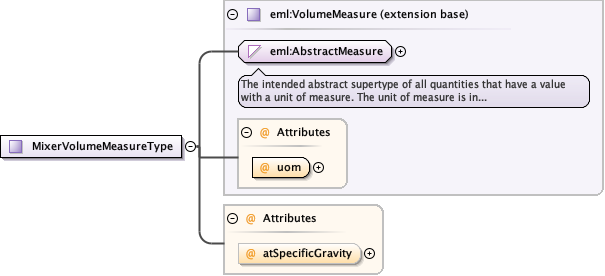 eml:VolumeMeasure (extension base)
eml:AbstractMeasure
The intended abstract supertype of all quantities that have a value
with a unit of measure. The unit of measure is in...
@ Attributes
@ uom
MixerVolumeMeasureType
@ Attributes
@ atSpecificGravity